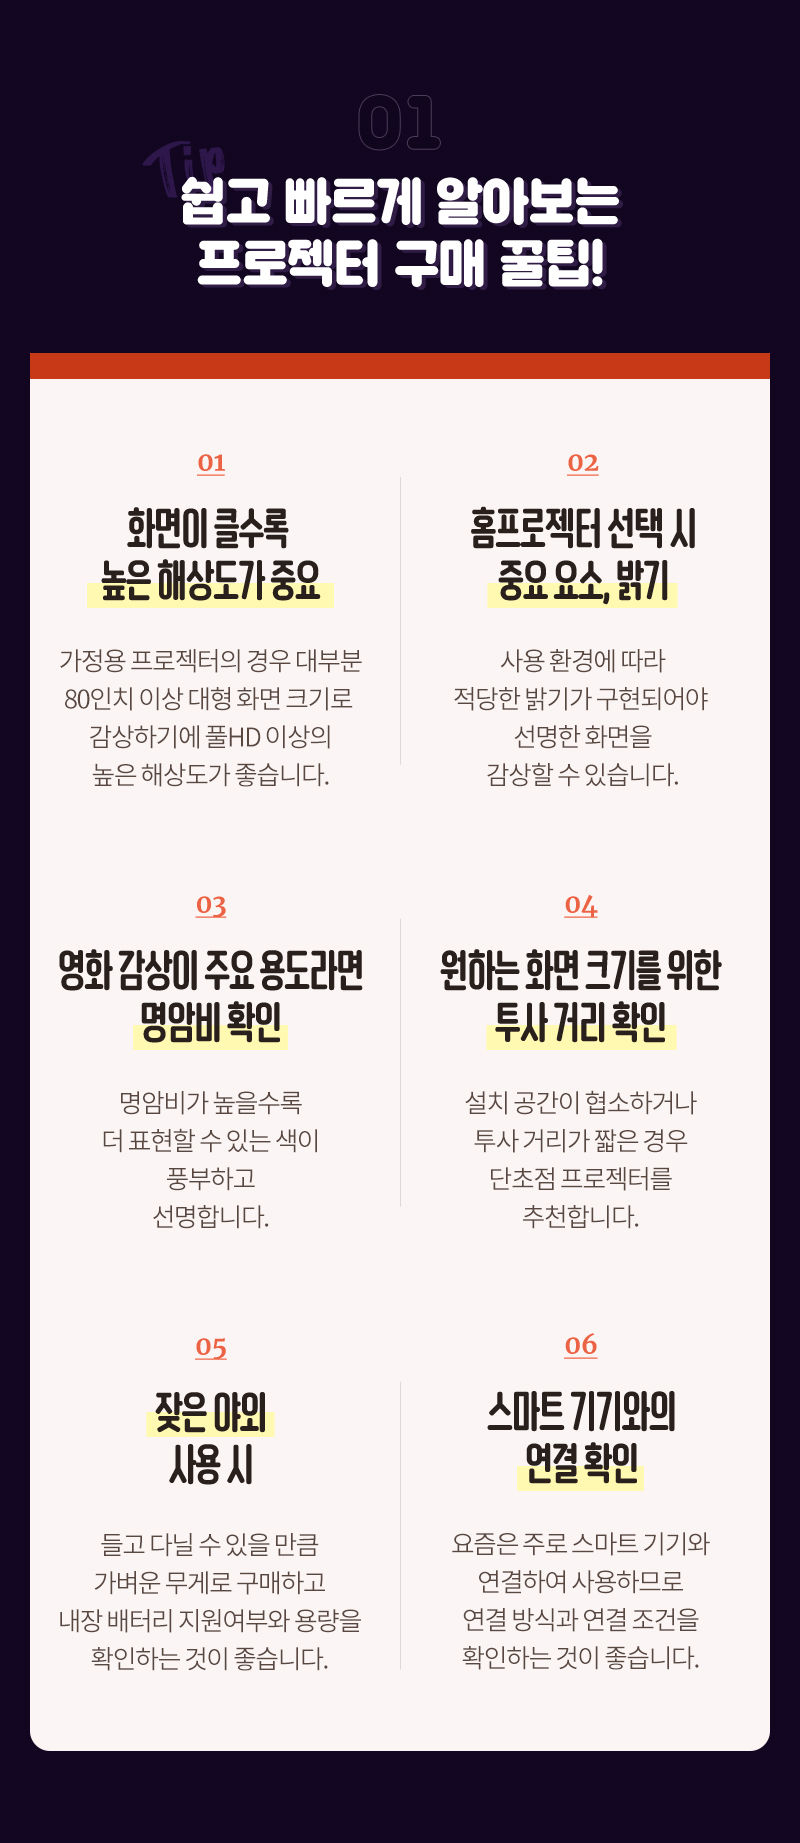 01
Tip
쉽고 빠르게 알아보는
프로젝터 구매 꿀팁!
01
화면이 클수록
높은 해상도가 중요
가정용 프로젝터의 경우 대부분
80인치 이상 대형 화면 크기로
감상하기에 풀HD 이상의
높은 해상도가 좋습니다.
02
홈프로젝터 선택 시
중요 요소, 밝기
사용 환경에 따라
적당한 밝기가 구현되어야
선명한 화면을
감상할 수 있습니다.
03
영화 감상이 주요 용도라면
명암비 확인
명암비가 높을수록
더 표현할 수 있는 색이
풍부하고
선명합니다.
04
원하는 화면 크기를 위한
투사 거리 확인
설치 공간이 협소하거나
투사 거리가 짧은 경우
단초점 프로젝터를
추천합니다.
05
잦은 야외
사용 시
들고 다닐 수 있을 만큼
가벼운 무게로 구매하고
내장 배터리 지원여부와 용량을
확인하는 것이 좋습니다.
06
스마트 기기와의
연결 확인
요즘은 주로 스마트 기기와
연결하여 사용하므로
연결 방식과 연결 조건을
확인하는 것이 좋습니다.